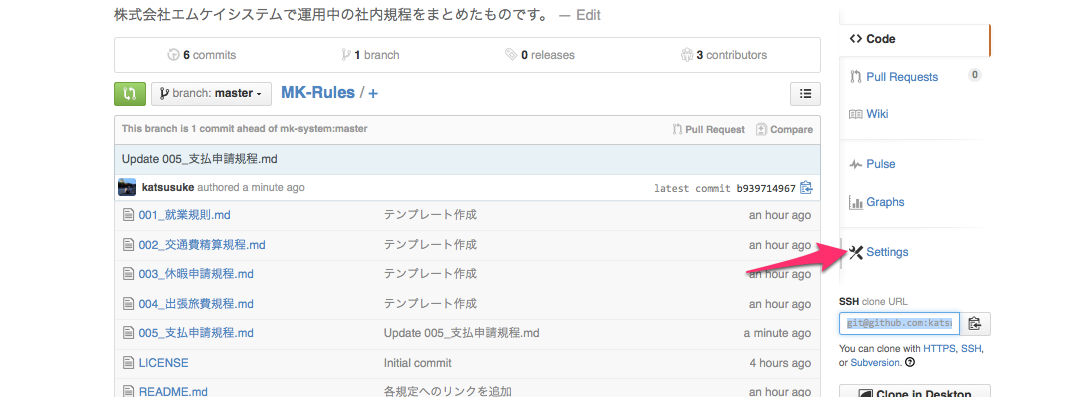 株式会社エムケイシステムで運用中の社内規程をまとめたものです。 — Edit
6 commits
1 branch
0 releases
3 contributors
branch: master
MK-Rules / +
This branch is 1 commit ahead of mk-system:master
Pull Request
Compare
Update 005_支払申請規程.md
katsusuke authored a minute ago
latest commit b939714967
001_就業規則.md テンプレート作成 an hour ago
002_交通費精算規程.md テンプレート作成 an hour ago
003_休暇申請規程.md テンプレート作成 an hour ago
004_出張旅費規程.md テンプレート作成 an hour ago
005_支払申請規程.md Update 005_支払申請規程.md a minute ago
LICENSE Initial commit 4 hours ago
README.md 各規定へのリンクを追加 an hour ago
Code
Pull Requests 0
Wiki
Pulse
Graphs
Settings
SSH clone URL
git@github.com:katsu
You can clone with HTTPS, SSH,
or Subversion.
Clone in Desktop